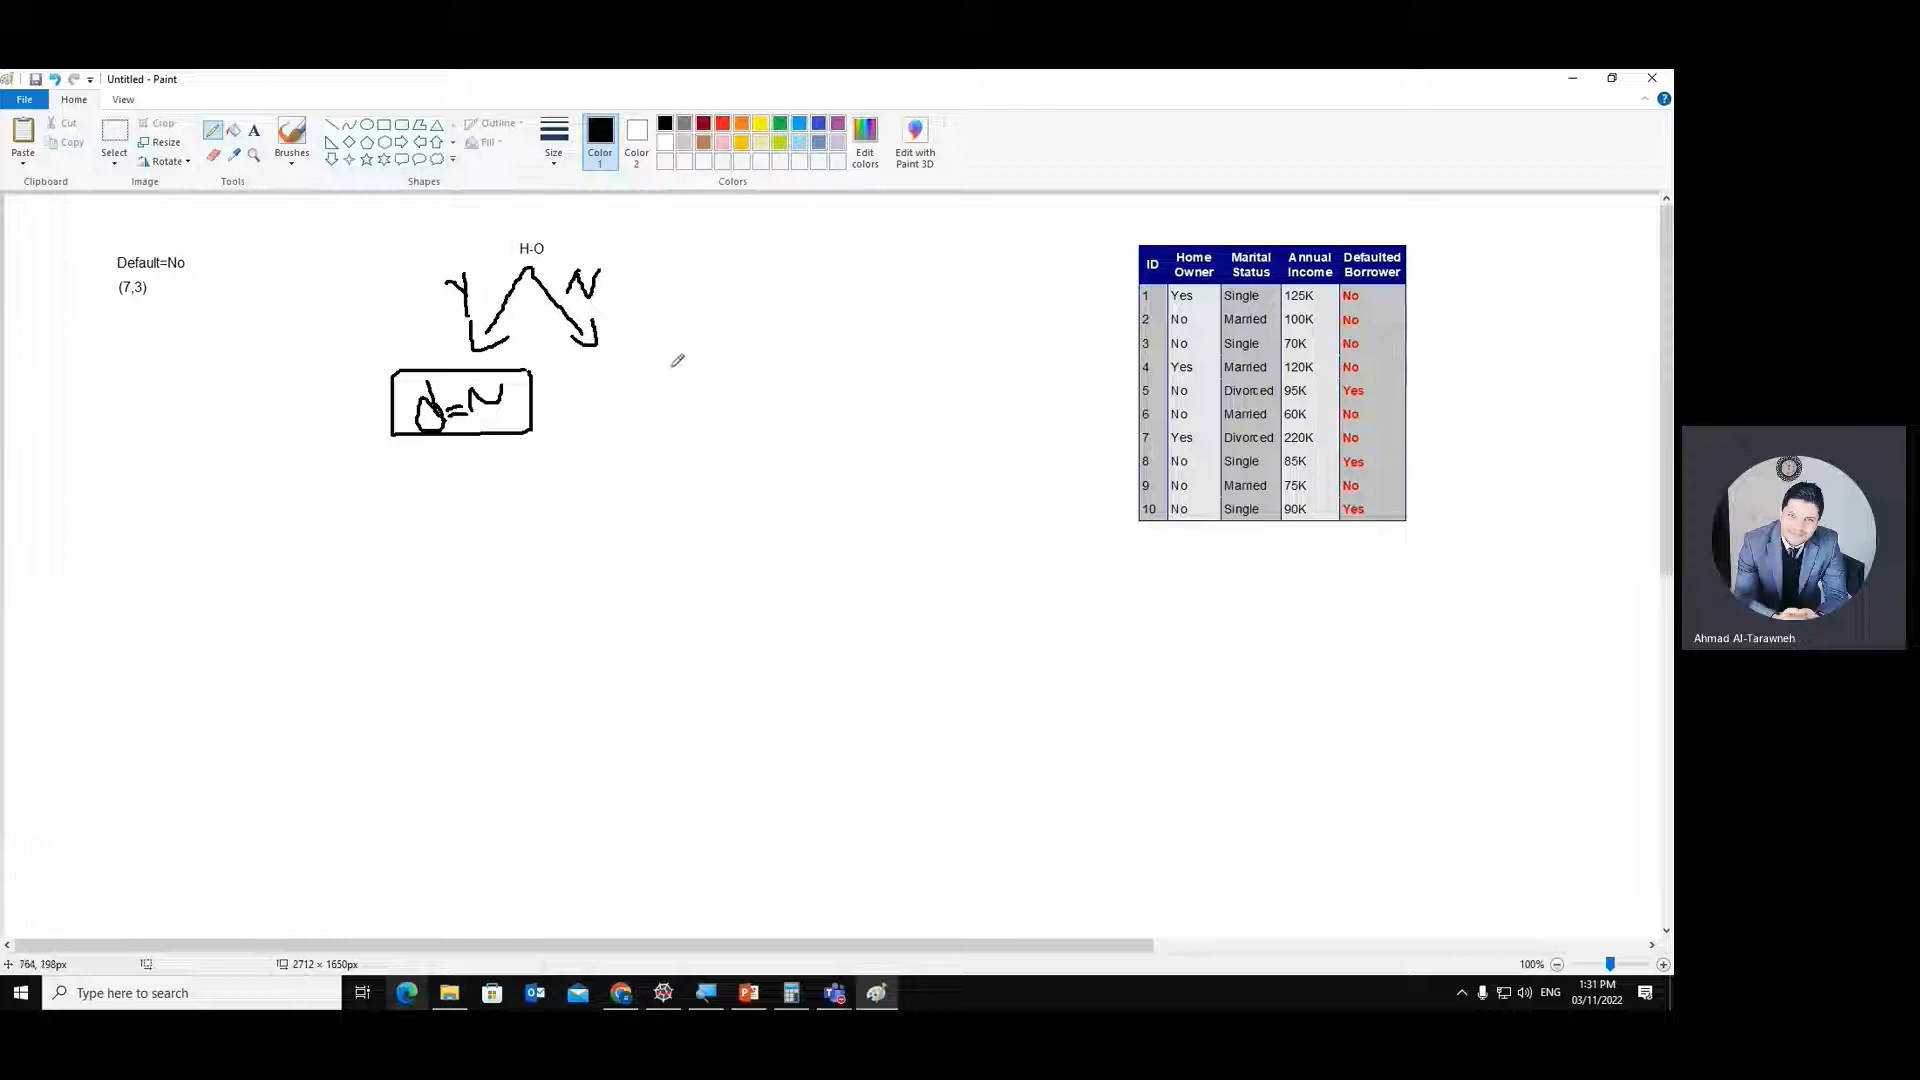 Untitled - Paint
File Home View
Paste
Cut
Copy
Clipboard
Select
Crop
Resize
Rotate
Image
Tools
Brushes
Outline
Fill
Shapes
Size
Color 1
Color 2
Edit colors
Edit with Paint 3D
Colors
Default=No
(7,3)
H-O
Y N
d=N
ID Home Owner Marital Status Annual Income Defaulted Borrower
1 Yes Single 125K No
2 No Married 100K No
3 No Single 70K No
4 Yes Married 120K No
5 No Divorced 95K Yes
6 No Married 60K No
7 Yes Divorced 220K No
8 No Single 85K Yes
9 No Married 75K No
10 No Single 90K Yes
Ahmad Al-Tarawneh
764, 198px
2712 × 1650px
100%
Type here to search
ENG
1:31 PM
03/11/2022